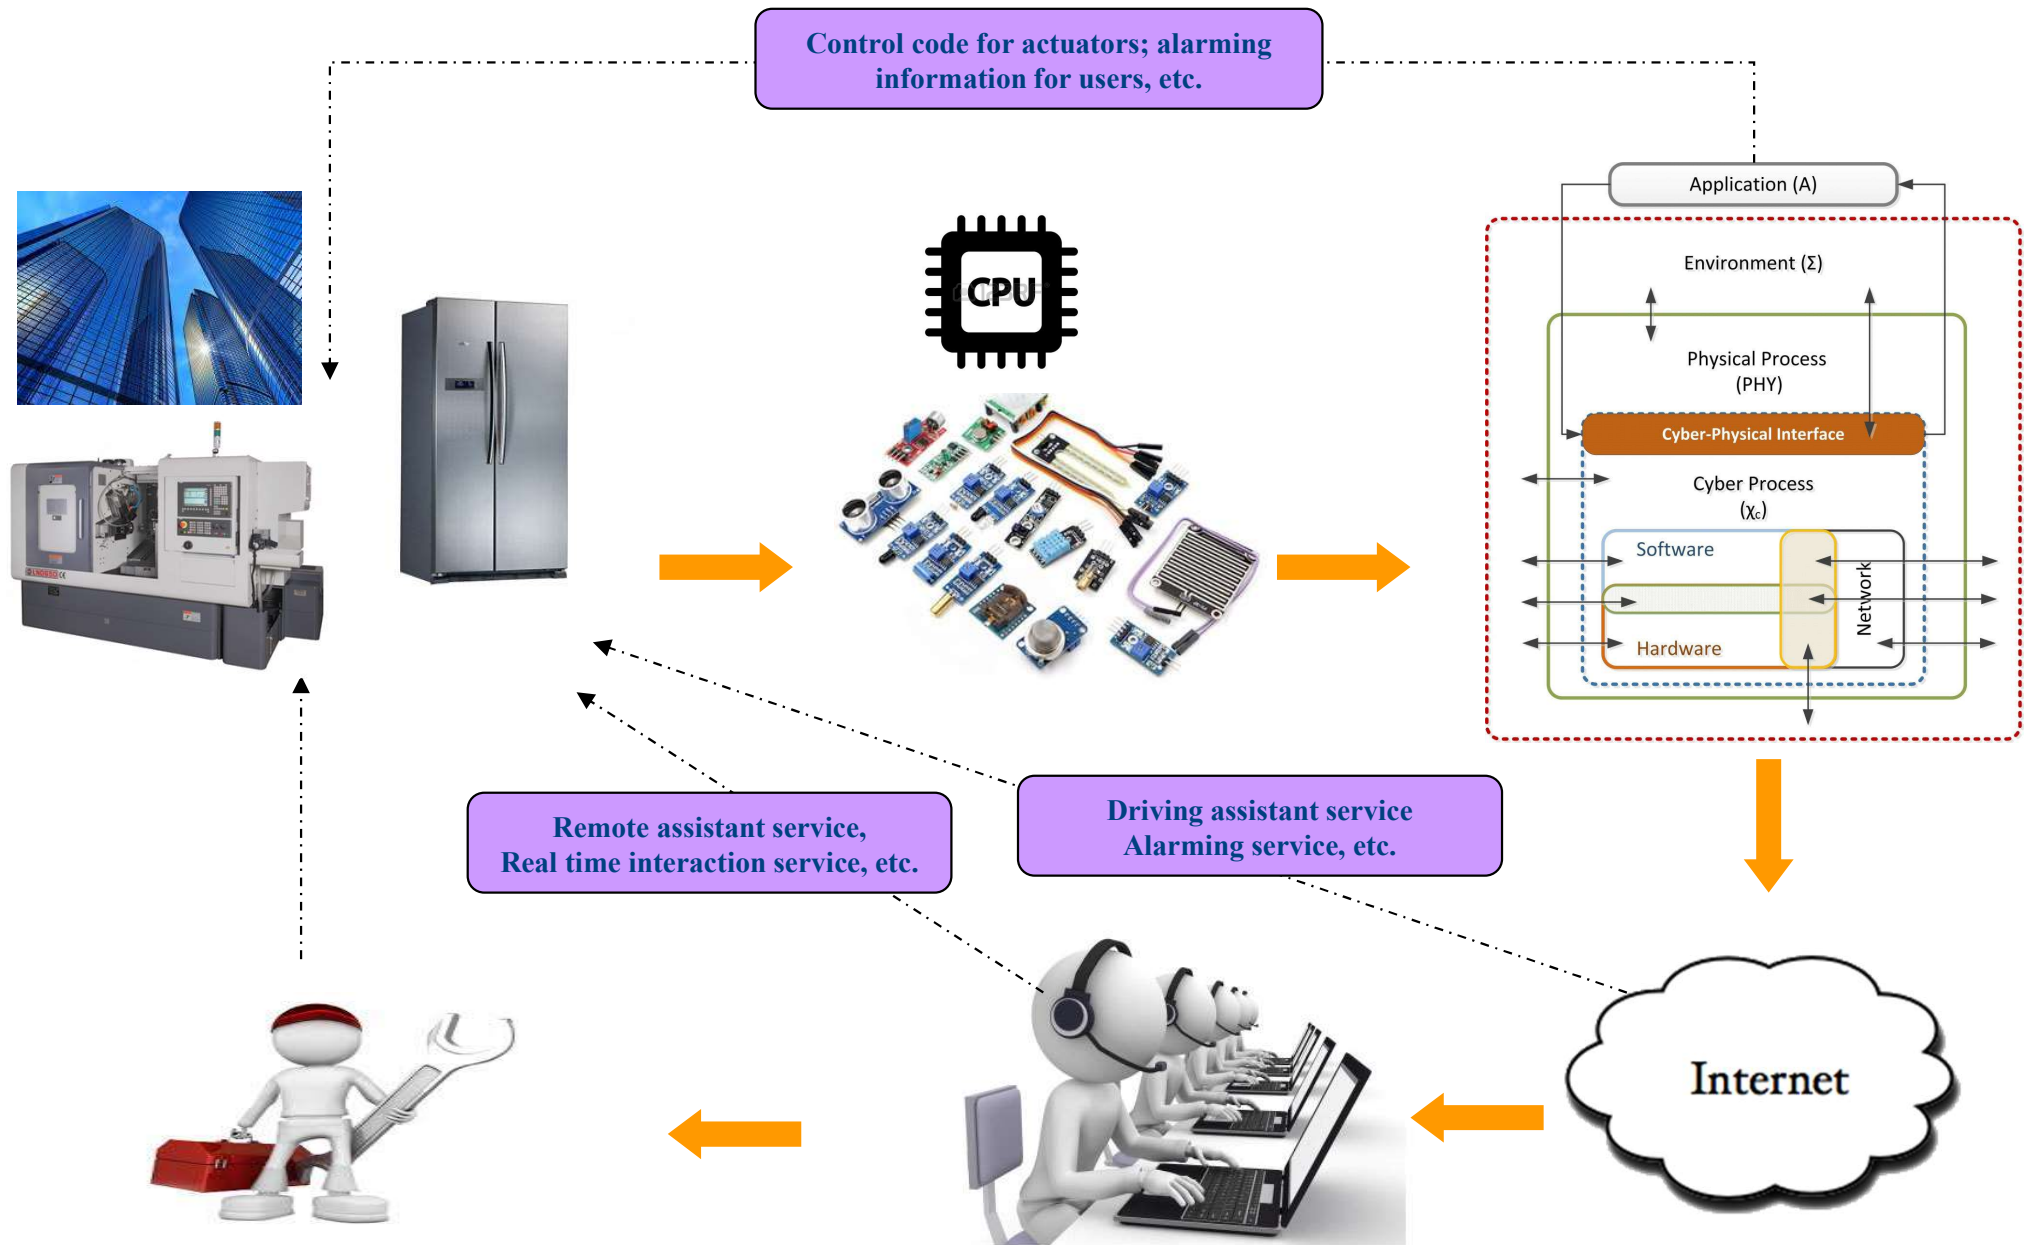 Control code for actuators; alarming
information for users, etc.
Application (A)
Environment (Σ)
CPU
Physical Process
(PHY)
Cyber-Physical Interface
Cyber Process
(χc)
Software
Network
Hardware
Remote assistant service,
Real time interaction service, etc.
Driving assistant service
Alarming service, etc.
Internet